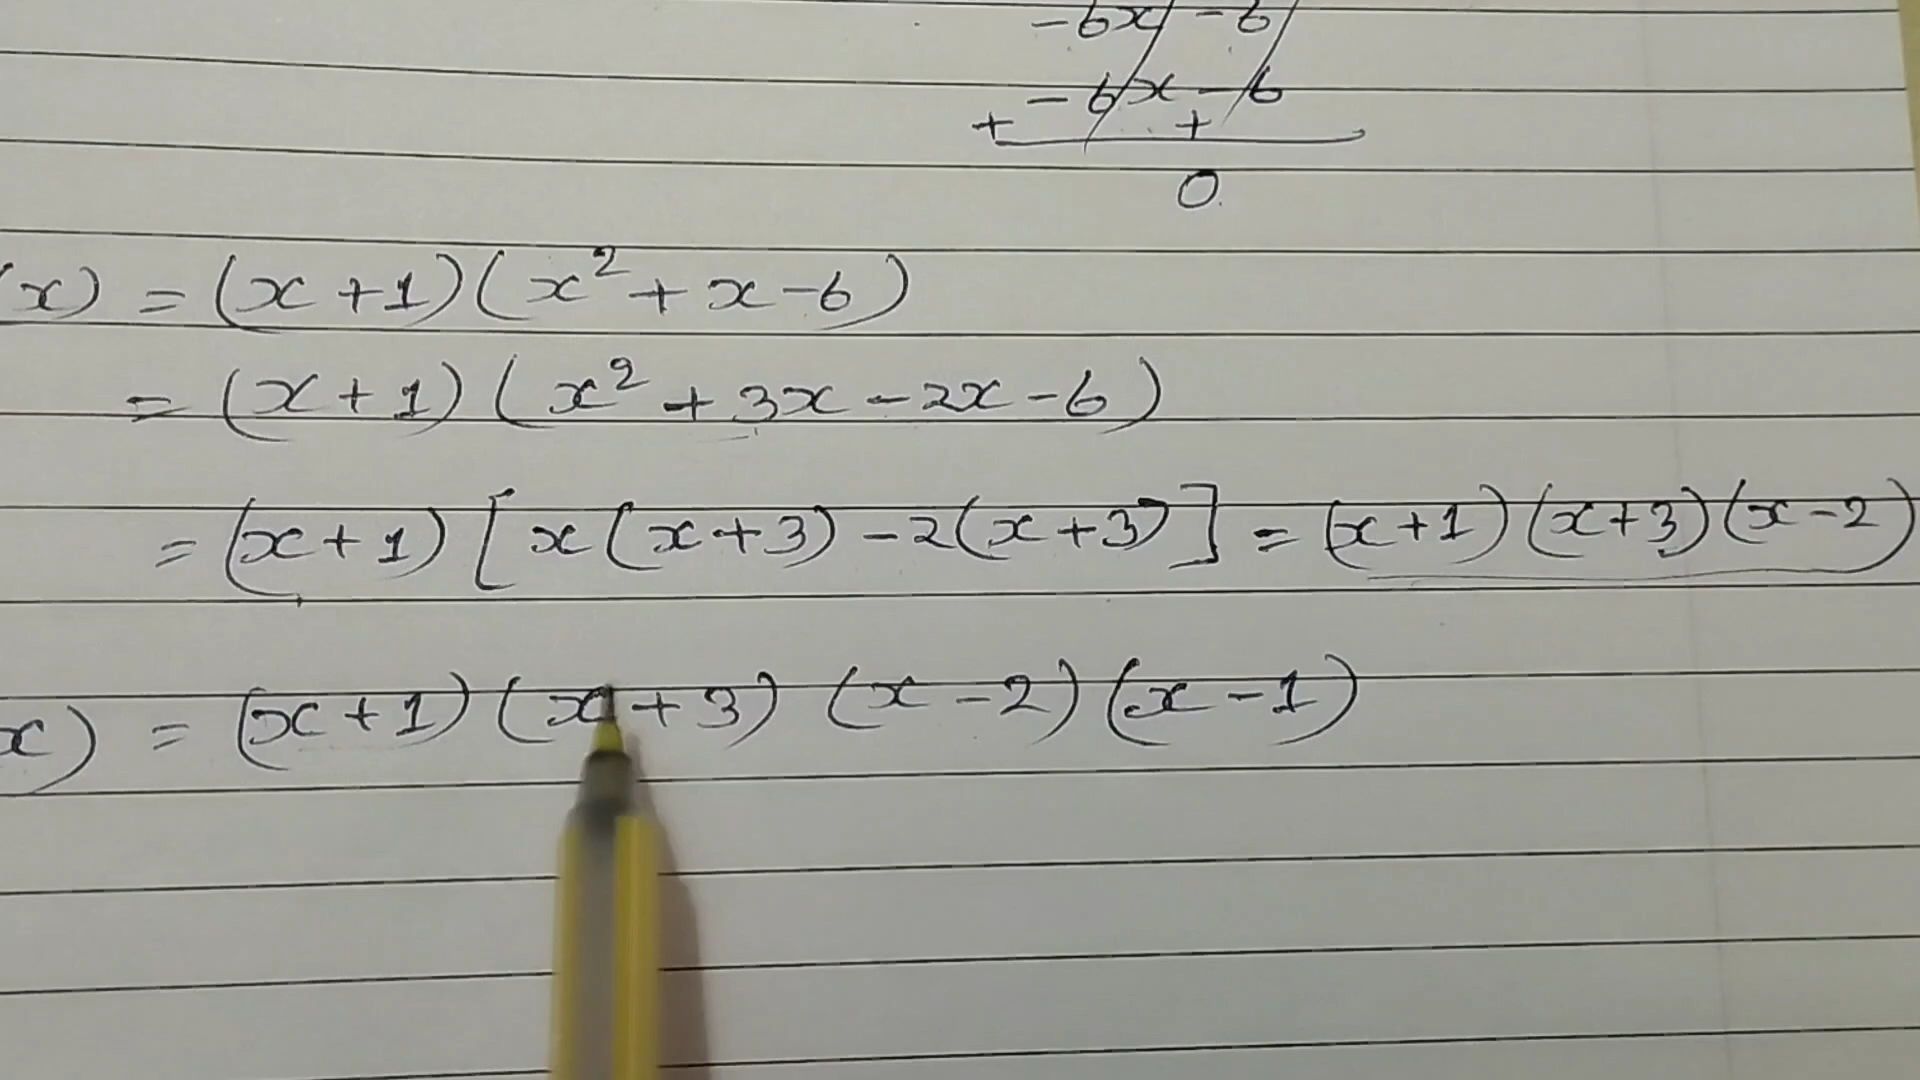 -6x -6
-6x -6
+ +
0
(x) = (x+1)(x²+x-6)
= (x+1)(x²+3x-2x-6)
= (x+1)[x(x+3)-2(x+3)] = (x+1)(x+3)(x-2)
x) = (x+1)(x+3)(x-2)(x-1)